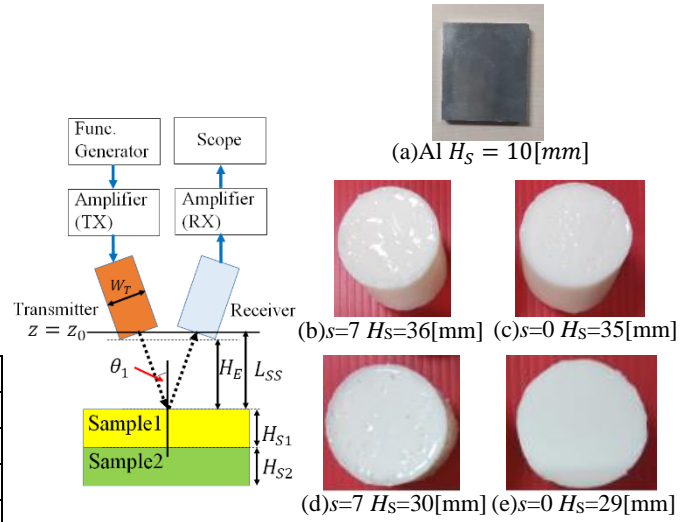 Func.
Generator
Scope
Amplifier
(TX)
Amplifier
(RX)
W_T
Transmitter
Receiver
z = z_0
θ_1
H_E
L_SS
Sample1
H_S1
Sample2
H_S2
(a)Al H_S = 10[mm]
(b)s=7 H_S=36[mm]
(c)s=0 H_S=35[mm]
(d)s=7 H_S=30[mm]
(e)s=0 H_S=29[mm]